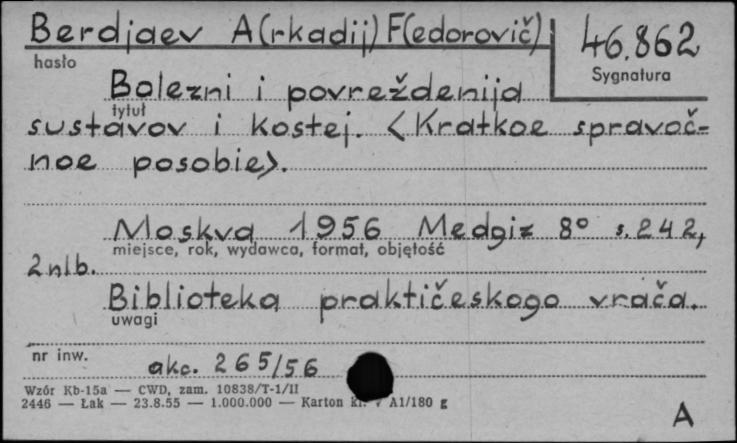 Berdjaev A(rkadij) F(edorovič)
46.862
hasło
Sygnatura
Bolezni i povreždenija
tytuł
sustavov i kostej. <Kratkoe spravoč=
noe posobie>.
Moskva 1956 Medgiz 8° s. 242,
miejsce, rok, wydawca, format, objętość
2 nlb.
Biblioteka praktičeskogo vrača.
uwagi
nr inw.
akc. 265/56
Wzór Kb-15a — CWD, zam. 10838/T-1/II
2446 — Łak — 23.8.55 — 1.000.000 — Karton kl. V A1/180 g
A